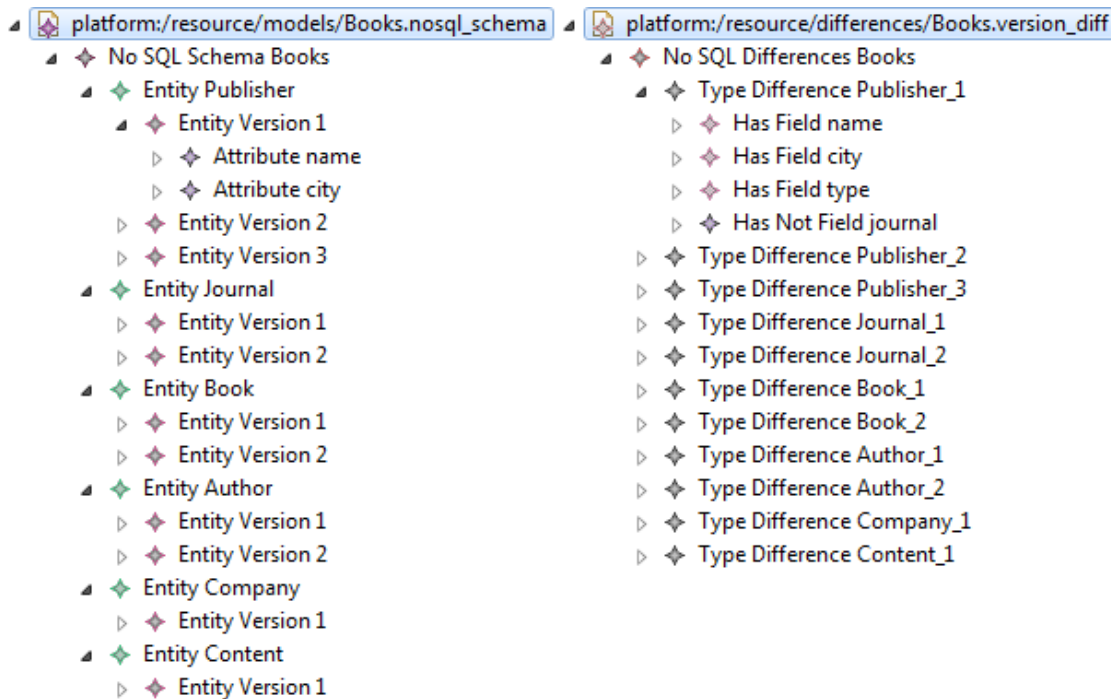 platform:/resource/models/Books.nosql_schema
No SQL Schema Books
Entity Publisher
Entity Version 1
Attribute name
Attribute city
Entity Version 2
Entity Version 3
Entity Journal
Entity Version 1
Entity Version 2
Entity Book
Entity Version 1
Entity Version 2
Entity Author
Entity Version 1
Entity Version 2
Entity Company
Entity Version 1
Entity Content
Entity Version 1
platform:/resource/differences/Books.version_diff
No SQL Differences Books
Type Difference Publisher_1
Has Field name
Has Field city
Has Field type
Has Not Field journal
Type Difference Publisher_2
Type Difference Publisher_3
Type Difference Journal_1
Type Difference Journal_2
Type Difference Book_1
Type Difference Book_2
Type Difference Author_1
Type Difference Author_2
Type Difference Company_1
Type Difference Content_1